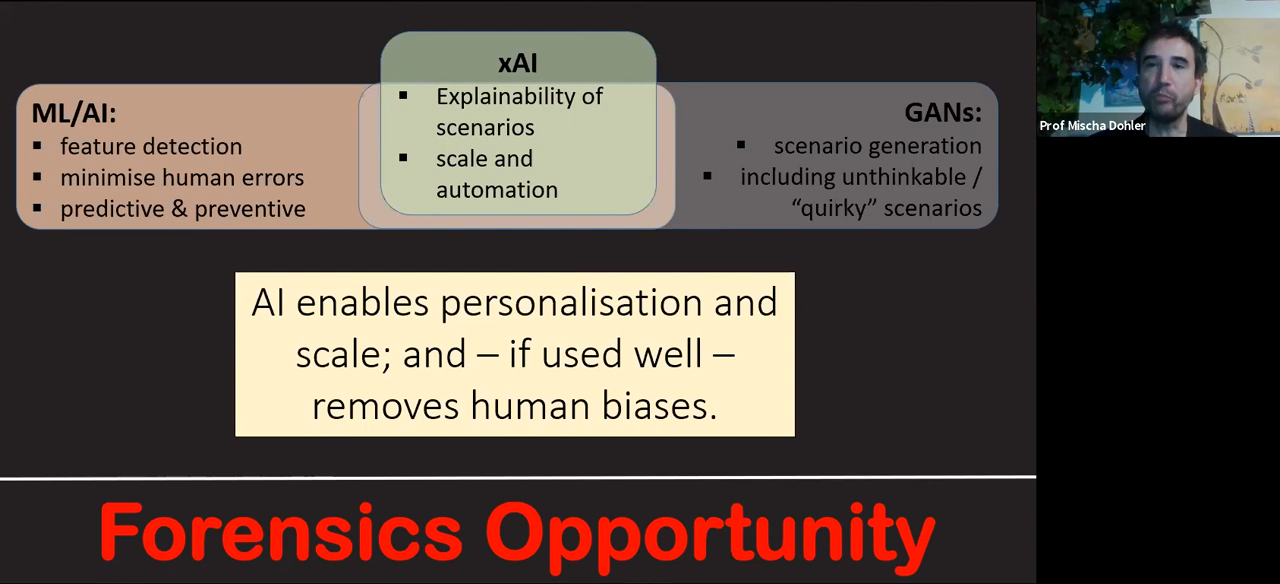 xAI
Explainability of
scenarios
scale and
automation
ML/AI:
feature detection
minimise human errors
predictive & preventive
GANs:
scenario generation
including unthinkable /
“quirky” scenarios
AI enables personalisation and
scale; and – if used well –
removes human biases.
Forensics Opportunity
Prof Mischa Dohler